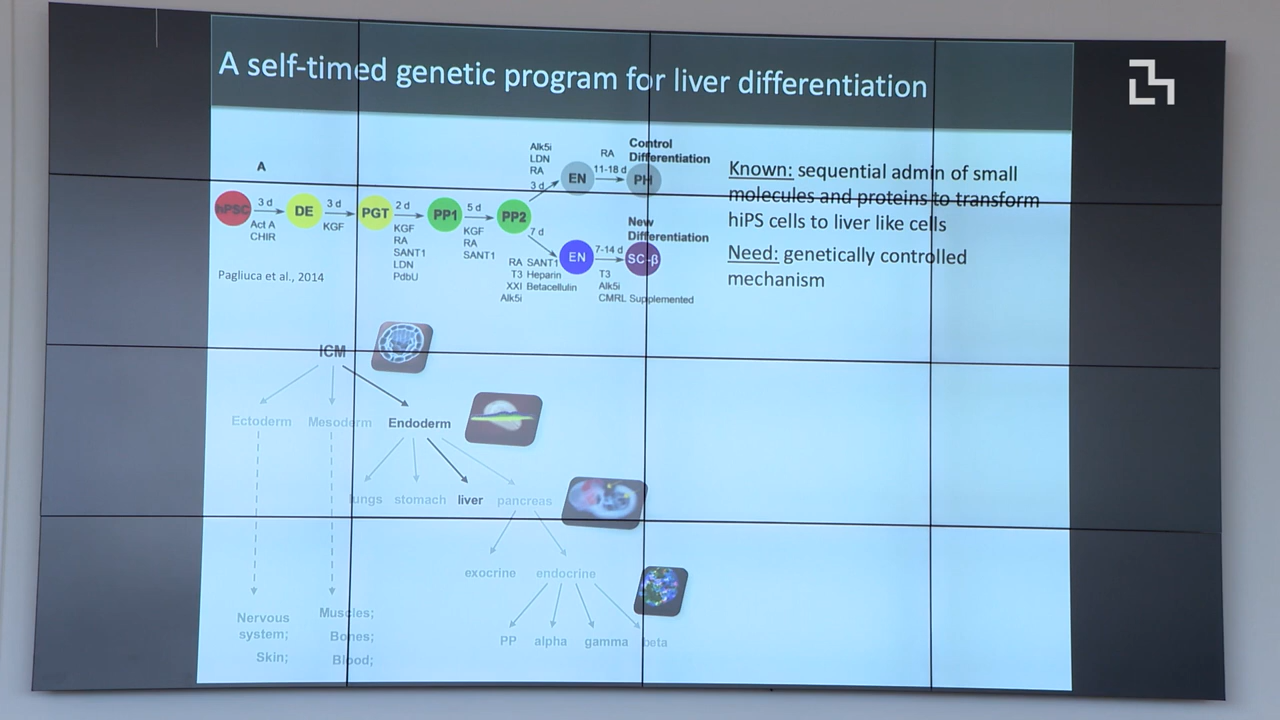 A self-timed genetic program for liver differentiation
A
hPSC
3 d
Act A
CHIR
DE
3 d
KGF
PGT
2 d
KGF
RA
SANT1
LDN
PdbU
PP1
5 d
KGF
RA
SANT1
PP2
Alk5i
LDN
RA
3 d
EN
RA
11-18 d
Control
Differentiation
PH
7 d
RA SANT1
T3 Heparin
XXI Betacellulin
Alk5i
EN
7-14 d
T3
Alk5i
CMRL Supplemented
New
Differentiation
SC-β
Pagliuca et al., 2014
Known: sequential admin of small
molecules and proteins to transform
hiPS cells to liver like cells
Need: genetically controlled
mechanism
ICM
Ectoderm Mesoderm Endoderm
lungs stomach liver pancreas
exocrine endocrine
Nervous
system;
Skin;
Muscles;
Bones;
Blood;
PP alpha gamma beta